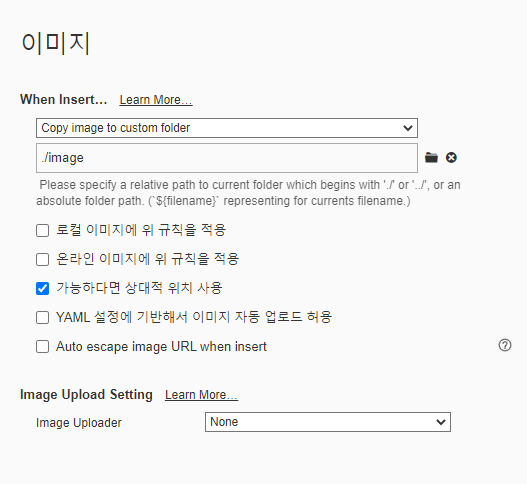 이미지
When Insert… Learn More…
Copy image to custom folder
./image
Please specify a relative path to current folder which begins with './' or '../', or an
absolute folder path. (`${filename}` representing for currents filename.)
로컬 이미지에 위 규칙을 적용
온라인 이미지에 위 규칙을 적용
가능하다면 상대적 위치 사용
YAML 설정에 기반해서 이미지 자동 업로드 허용
Auto escape image URL when insert
Image Upload Setting Learn More…
Image Uploader None